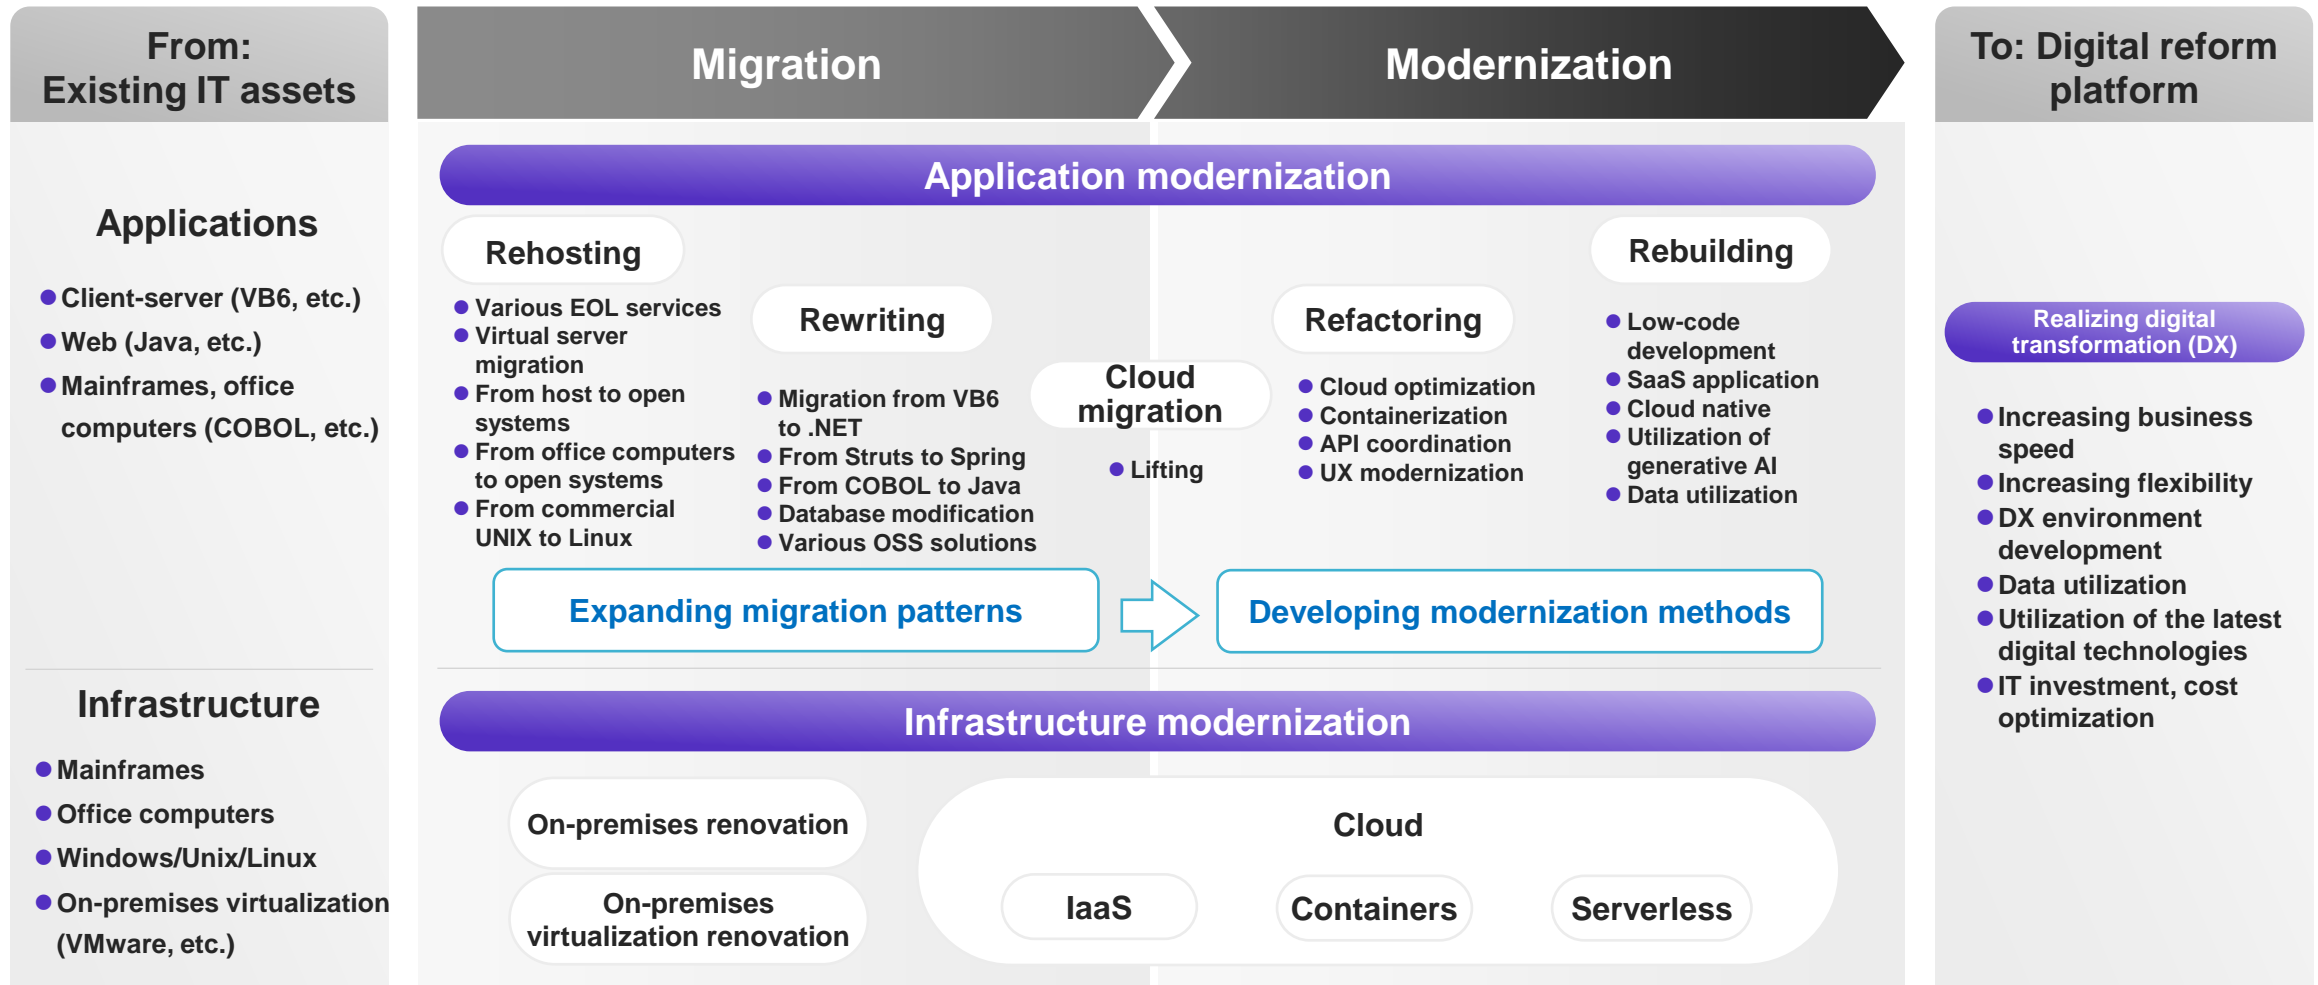 From:
Existing IT assets
Applications
Client-server (VB6, etc.)
Web (Java, etc.)
Mainframes, office
computers (COBOL, etc.)
Infrastructure
Mainframes
Office computers
Windows/Unix/Linux
On-premises virtualization
(VMware, etc.)
Migration
Modernization
Application modernization
Rehosting
Various EOL services
Virtual server
migration
From host to open
systems
From office computers
to open systems
From commercial
UNIX to Linux
Rewriting
Migration from VB6
to .NET
From Struts to Spring
From COBOL to Java
Database modification
Various OSS solutions
Cloud
migration
Lifting
Refactoring
Cloud optimization
Containerization
API coordination
UX modernization
Rebuilding
Low-code
development
SaaS application
Cloud native
Utilization of
generative AI
Data utilization
Expanding migration patterns
Developing modernization methods
Infrastructure modernization
On-premises renovation
On-premises
virtualization renovation
Cloud
IaaS
Containers
Serverless
To: Digital reform
platform
Realizing digital
transformation (DX)
Increasing business
speed
Increasing flexibility
DX environment
development
Data utilization
Utilization of the latest
digital technologies
IT investment, cost
optimization